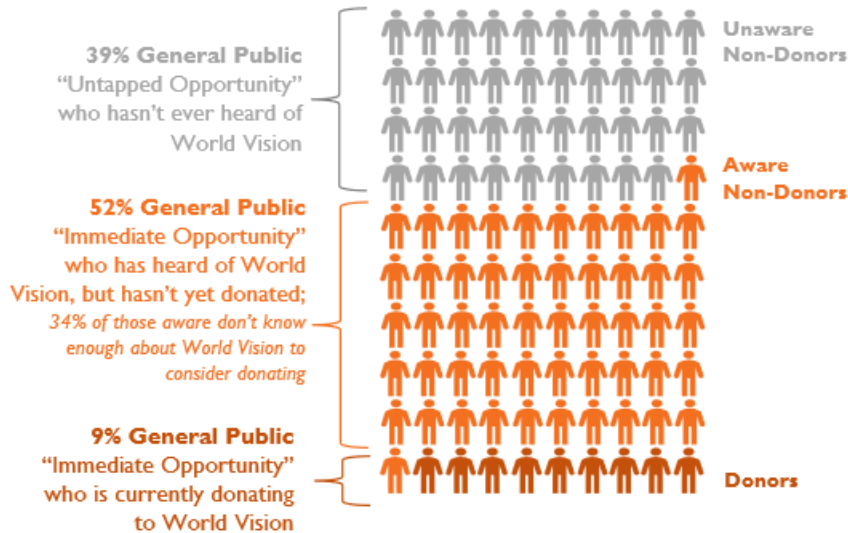 39% General Public
“Untapped Opportunity”
who hasn’t ever heard of
World Vision
Unaware
Non-Donors
Aware
Non-Donors
52% General Public
“Immediate Opportunity”
who has heard of World
Vision, but hasn’t yet donated;
34% of those aware don’t know
enough about World Vision to
consider donating
9% General Public
“Immediate Opportunity”
who is currently donating
to World Vision
Donors